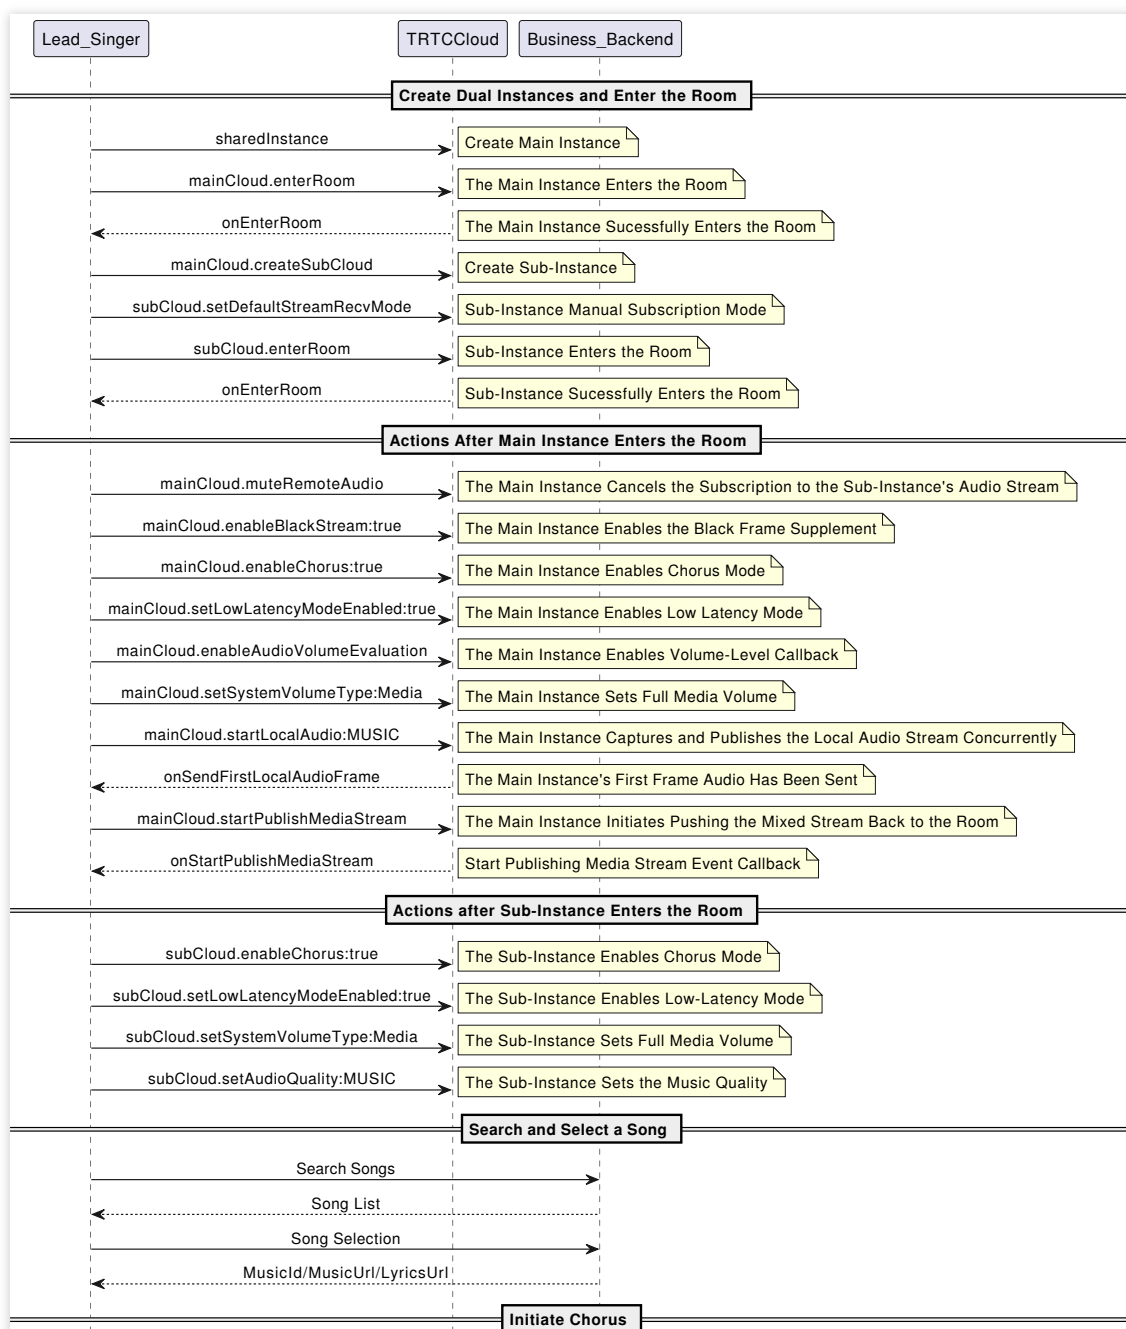 Lead_Singer TRTCCloud Business_Backend
Create Dual Instances and Enter the Room
sharedInstance Create Main Instance
mainCloud.enterRoom The Main Instance Enters the Room
onEnterRoom The Main Instance Sucessfully Enters the Room
mainCloud.createSubCloud Create Sub-Instance
subCloud.setDefaultStreamRecvMode Sub-Instance Manual Subscription Mode
subCloud.enterRoom Sub-Instance Enters the Room
onEnterRoom Sub-Instance Sucessfully Enters the Room
Actions After Main Instance Enters the Room
mainCloud.muteRemoteAudio The Main Instance Cancels the Subscription to the Sub-Instance's Audio Stream
mainCloud.enableBlackStream:true The Main Instance Enables the Black Frame Supplement
mainCloud.enableChorus:true The Main Instance Enables Chorus Mode
mainCloud.setLowLatencyModeEnabled:true The Main Instance Enables Low Latency Mode
mainCloud.enableAudioVolumeEvaluation The Main Instance Enables Volume-Level Callback
mainCloud.setSystemVolumeType:Media The Main Instance Sets Full Media Volume
mainCloud.startLocalAudio:MUSIC The Main Instance Captures and Publishes the Local Audio Stream Concurrently
onSendFirstLocalAudioFrame The Main Instance's First Frame Audio Has Been Sent
mainCloud.startPublishMediaStream The Main Instance Initiates Pushing the Mixed Stream Back to the Room
onStartPublishMediaStream Start Publishing Media Stream Event Callback
Actions after Sub-Instance Enters the Room
subCloud.enableChorus:true The Sub-Instance Enables Chorus Mode
subCloud.setLowLatencyModeEnabled:true The Sub-Instance Enables Low-Latency Mode
subCloud.setSystemVolumeType:Media The Sub-Instance Sets Full Media Volume
subCloud.setAudioQuality:MUSIC The Sub-Instance Sets the Music Quality
Search and Select a Song
Search Songs
Song List
Song Selection
MusicId/MusicUrl/LyricsUrl
Initiate Chorus